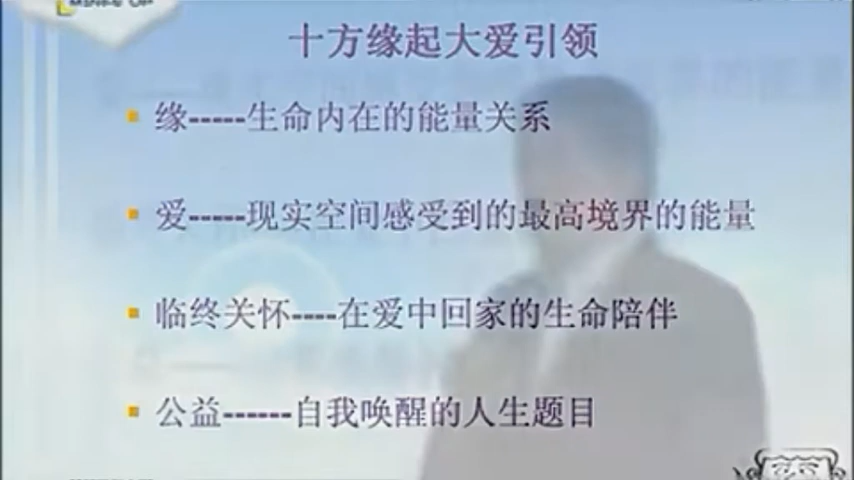 十方缘起大爱引领
缘-----生命内在的能量关系
爱-----现实空间感受到的最高境界的能量
临终关怀----在爱中回家的生命陪伴
公益------自我唤醒的人生题目